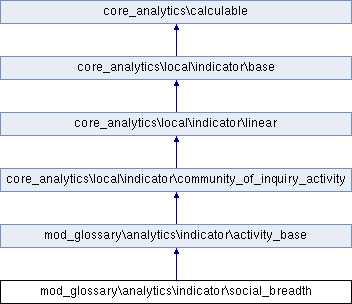 core_analytics\calculable
core_analytics\local\indicator\base
core_analytics\local\indicator\linear
core_analytics\local\indicator\community_of_inquiry_activity
mod_glossary\analytics\indicator\activity_base
mod_glossary\analytics\indicator\social_breadth